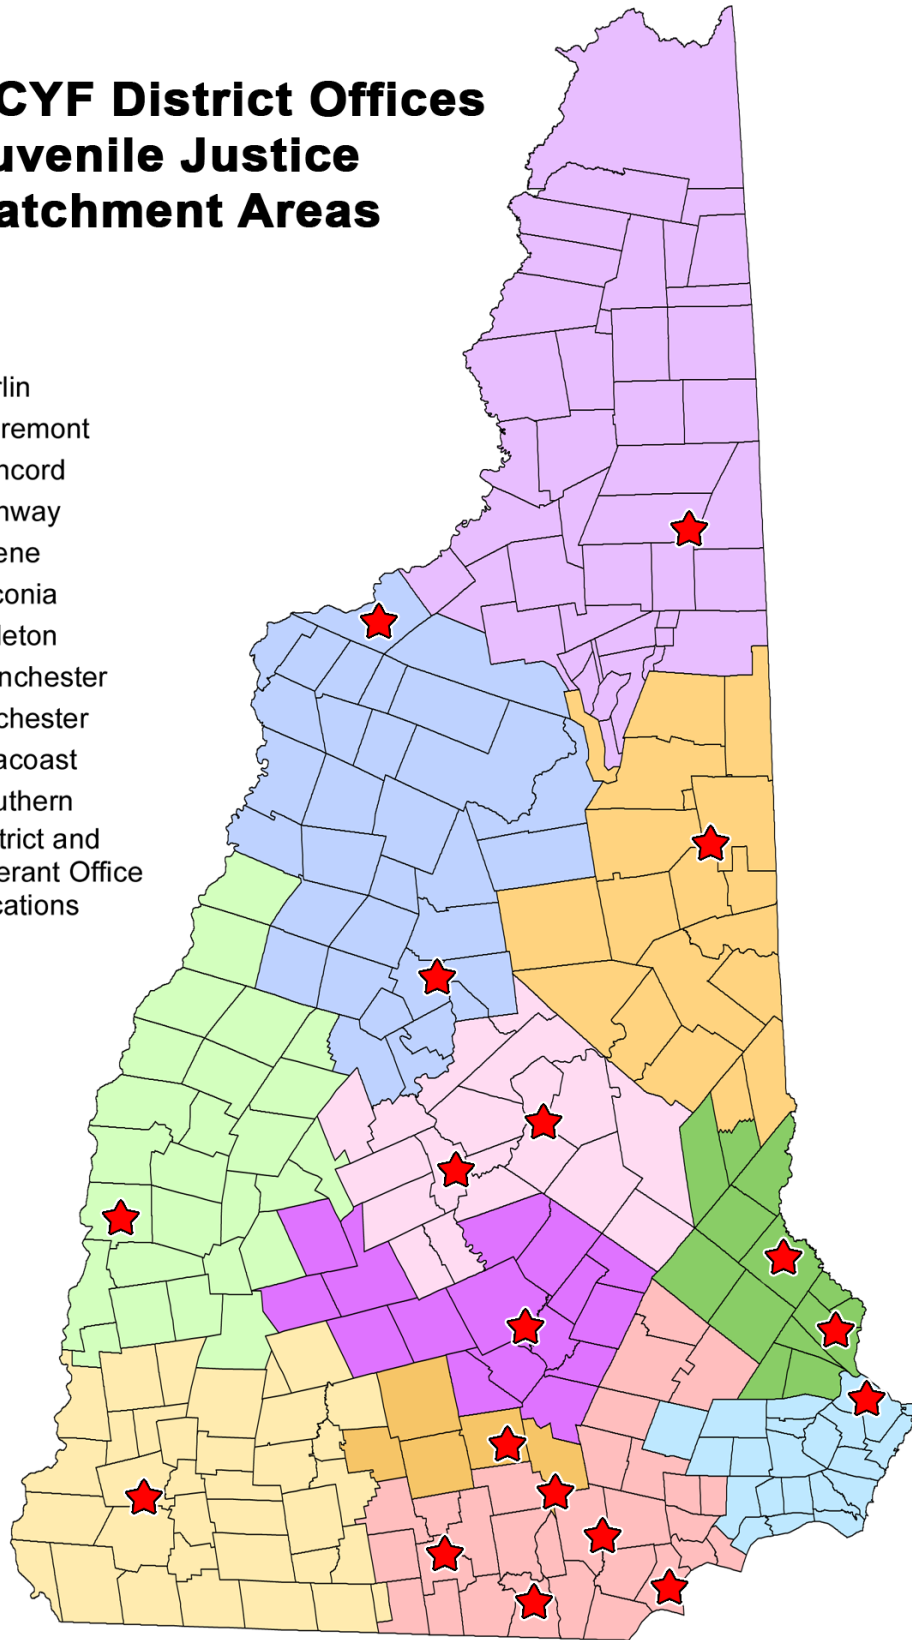 CYF District Offices
uvenile Justice
atchment Areas
rlin
remont
ncord
nway
ene
conia
leton
nchester
chester
acoast
uthern
trict and
erant Office
cations